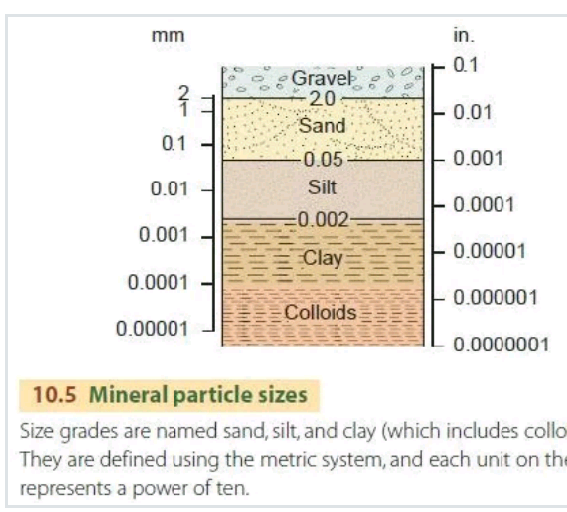 mm
in.
0.1
Gravel
2
2.0
1
0.01
Sand
0.1
0.05
0.001
0.01
Silt
0.0001
0.002
0.001
0.00001
Clay
0.0001
0.000001
Colloids
0.00001
0.0000001
10.5 Mineral particle sizes
Size grades are named sand, silt, and clay (which includes collo
They are defined using the metric system, and each unit on the
represents a power of ten.